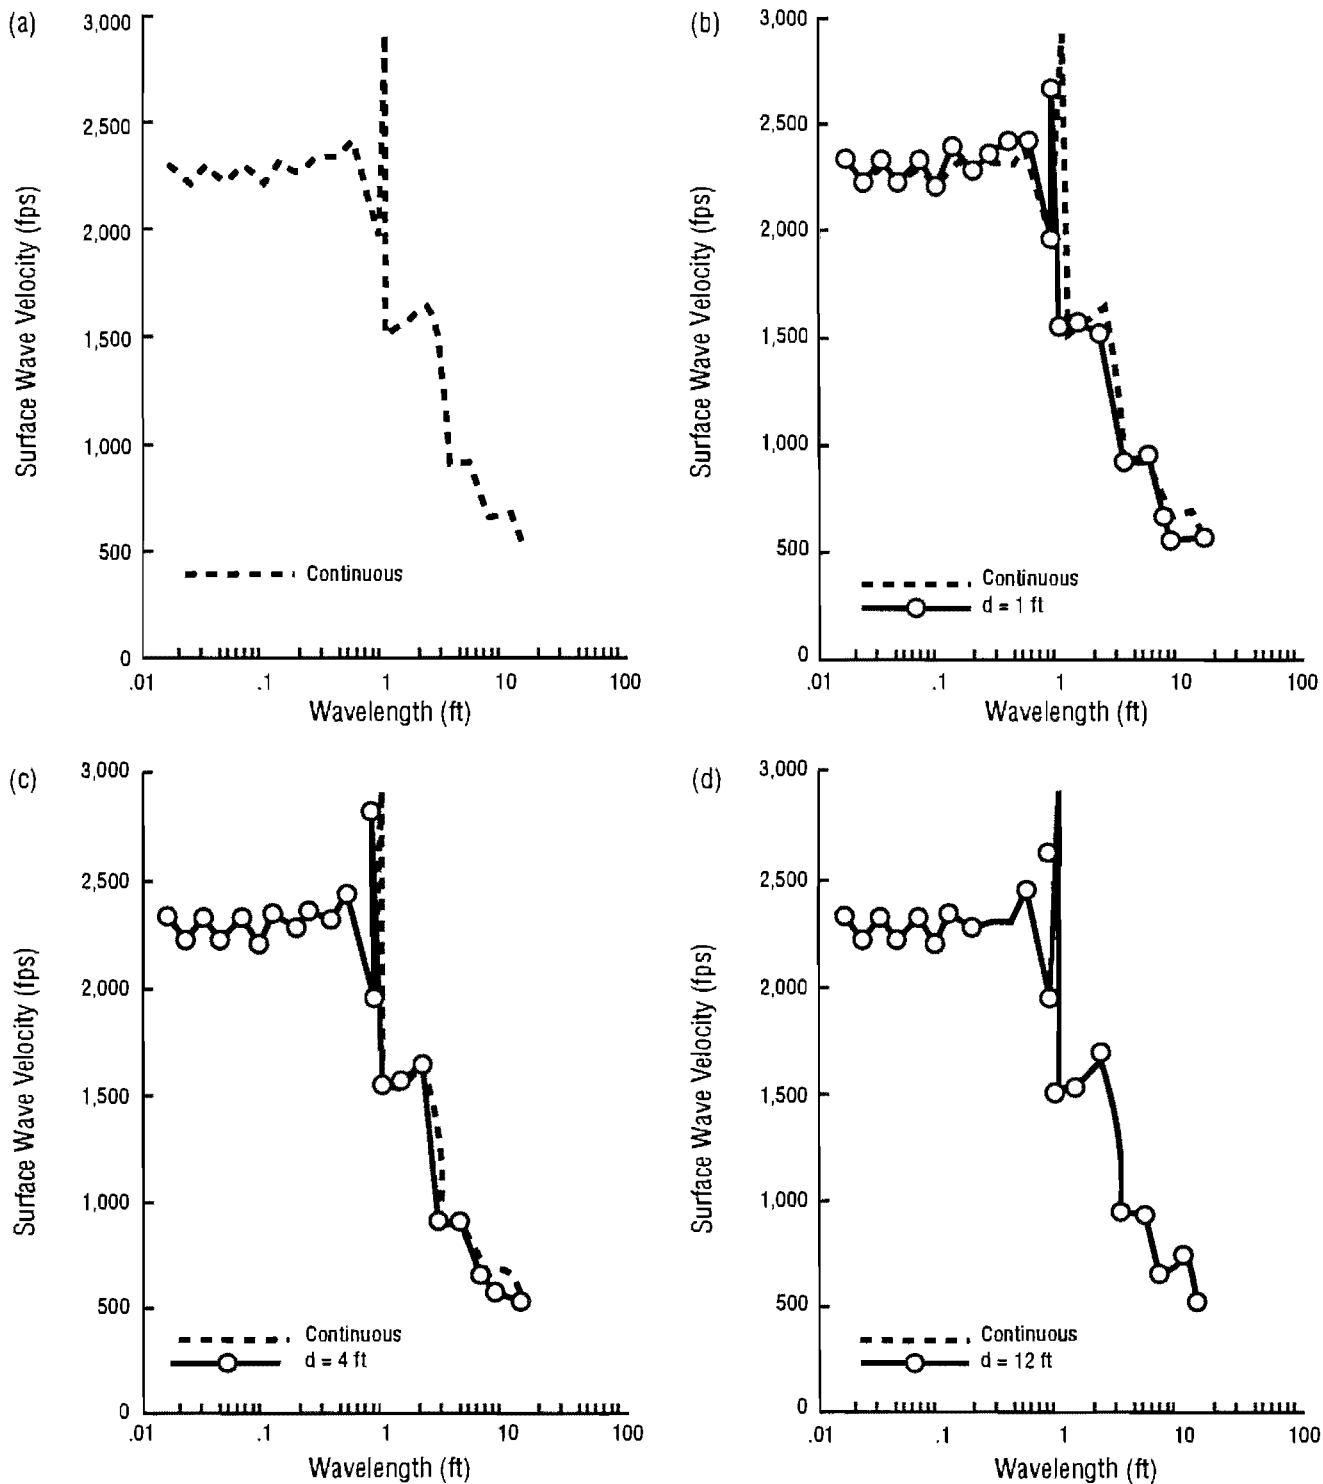 (a)
3,000
2,500
2,000
1,500
1,000
500
0
Surface Wave Velocity (fps)
Continuous
.01 .1 1 10 100
Wavelength (ft)
(b)
3,000
2,500
2,000
1,500
1,000
500
0
Surface Wave Velocity (fps)
Continuous
d = 1 ft
.01 .1 1 10 100
Wavelength (ft)
(c)
3,000
2,500
2,000
1,500
1,000
500
0
Surface Wave Velocity (fps)
Continuous
d = 4 ft
.01 .1 1 10 100
Wavelength (ft)
(d)
3,000
2,500
2,000
1,500
1,000
500
0
Surface Wave Velocity (fps)
Continuous
d = 12 ft
.01 .1 1 10 100
Wavelength (ft)